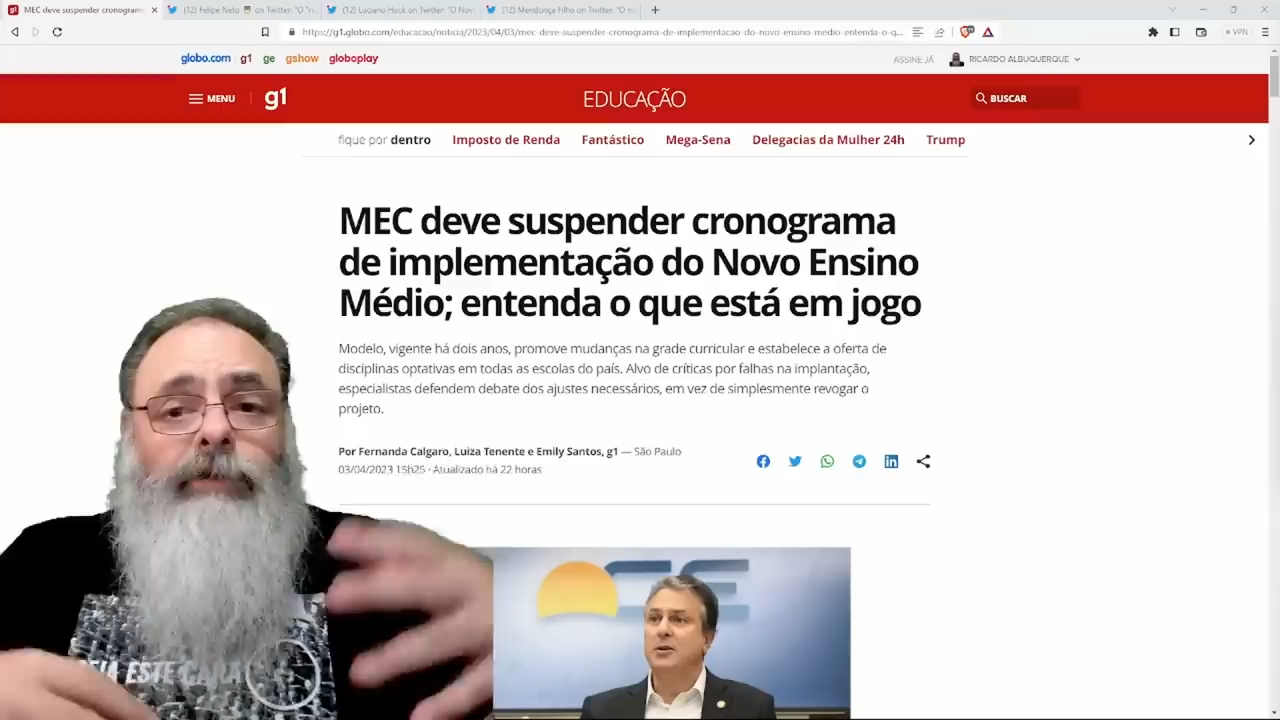 MEC deve suspender cronograma
(12) Felipe Neto on Twitter: "O "n
(12) Luciano Huck on Twitter: "O Nov
(12) Mendonça Filho on Twitter: "O n
https://g1.globo.com/educacao/noticia/2023/04/03/mec-deve-suspender-cronograma-de-implementacao-do-novo-ensino-medio-entenda-o-q...
VPN
globo.com g1 ge gshow globoplay
ASSINE JÁ RICARDO ALBUQUERQUE
MENU g1 EDUCAÇÃO BUSCAR
fique por dentro Imposto de Renda Fantástico Mega-Sena Delegacias da Mulher 24h Trump
MEC deve suspender cronograma
de implementação do Novo Ensino
Médio; entenda o que está em jogo
Modelo, vigente há dois anos, promove mudanças na grade curricular e estabelece a oferta de
disciplinas optativas em todas as escolas do país. Alvo de críticas por falhas na implantação,
especialistas defendem debate dos ajustes necessários, em vez de simplesmente revogar o
projeto.
Por Fernanda Calgaro, Luiza Tenente e Emily Santos, g1 — São Paulo
03/04/2023 15h25 · Atualizado há 22 horas
ESTE CARA